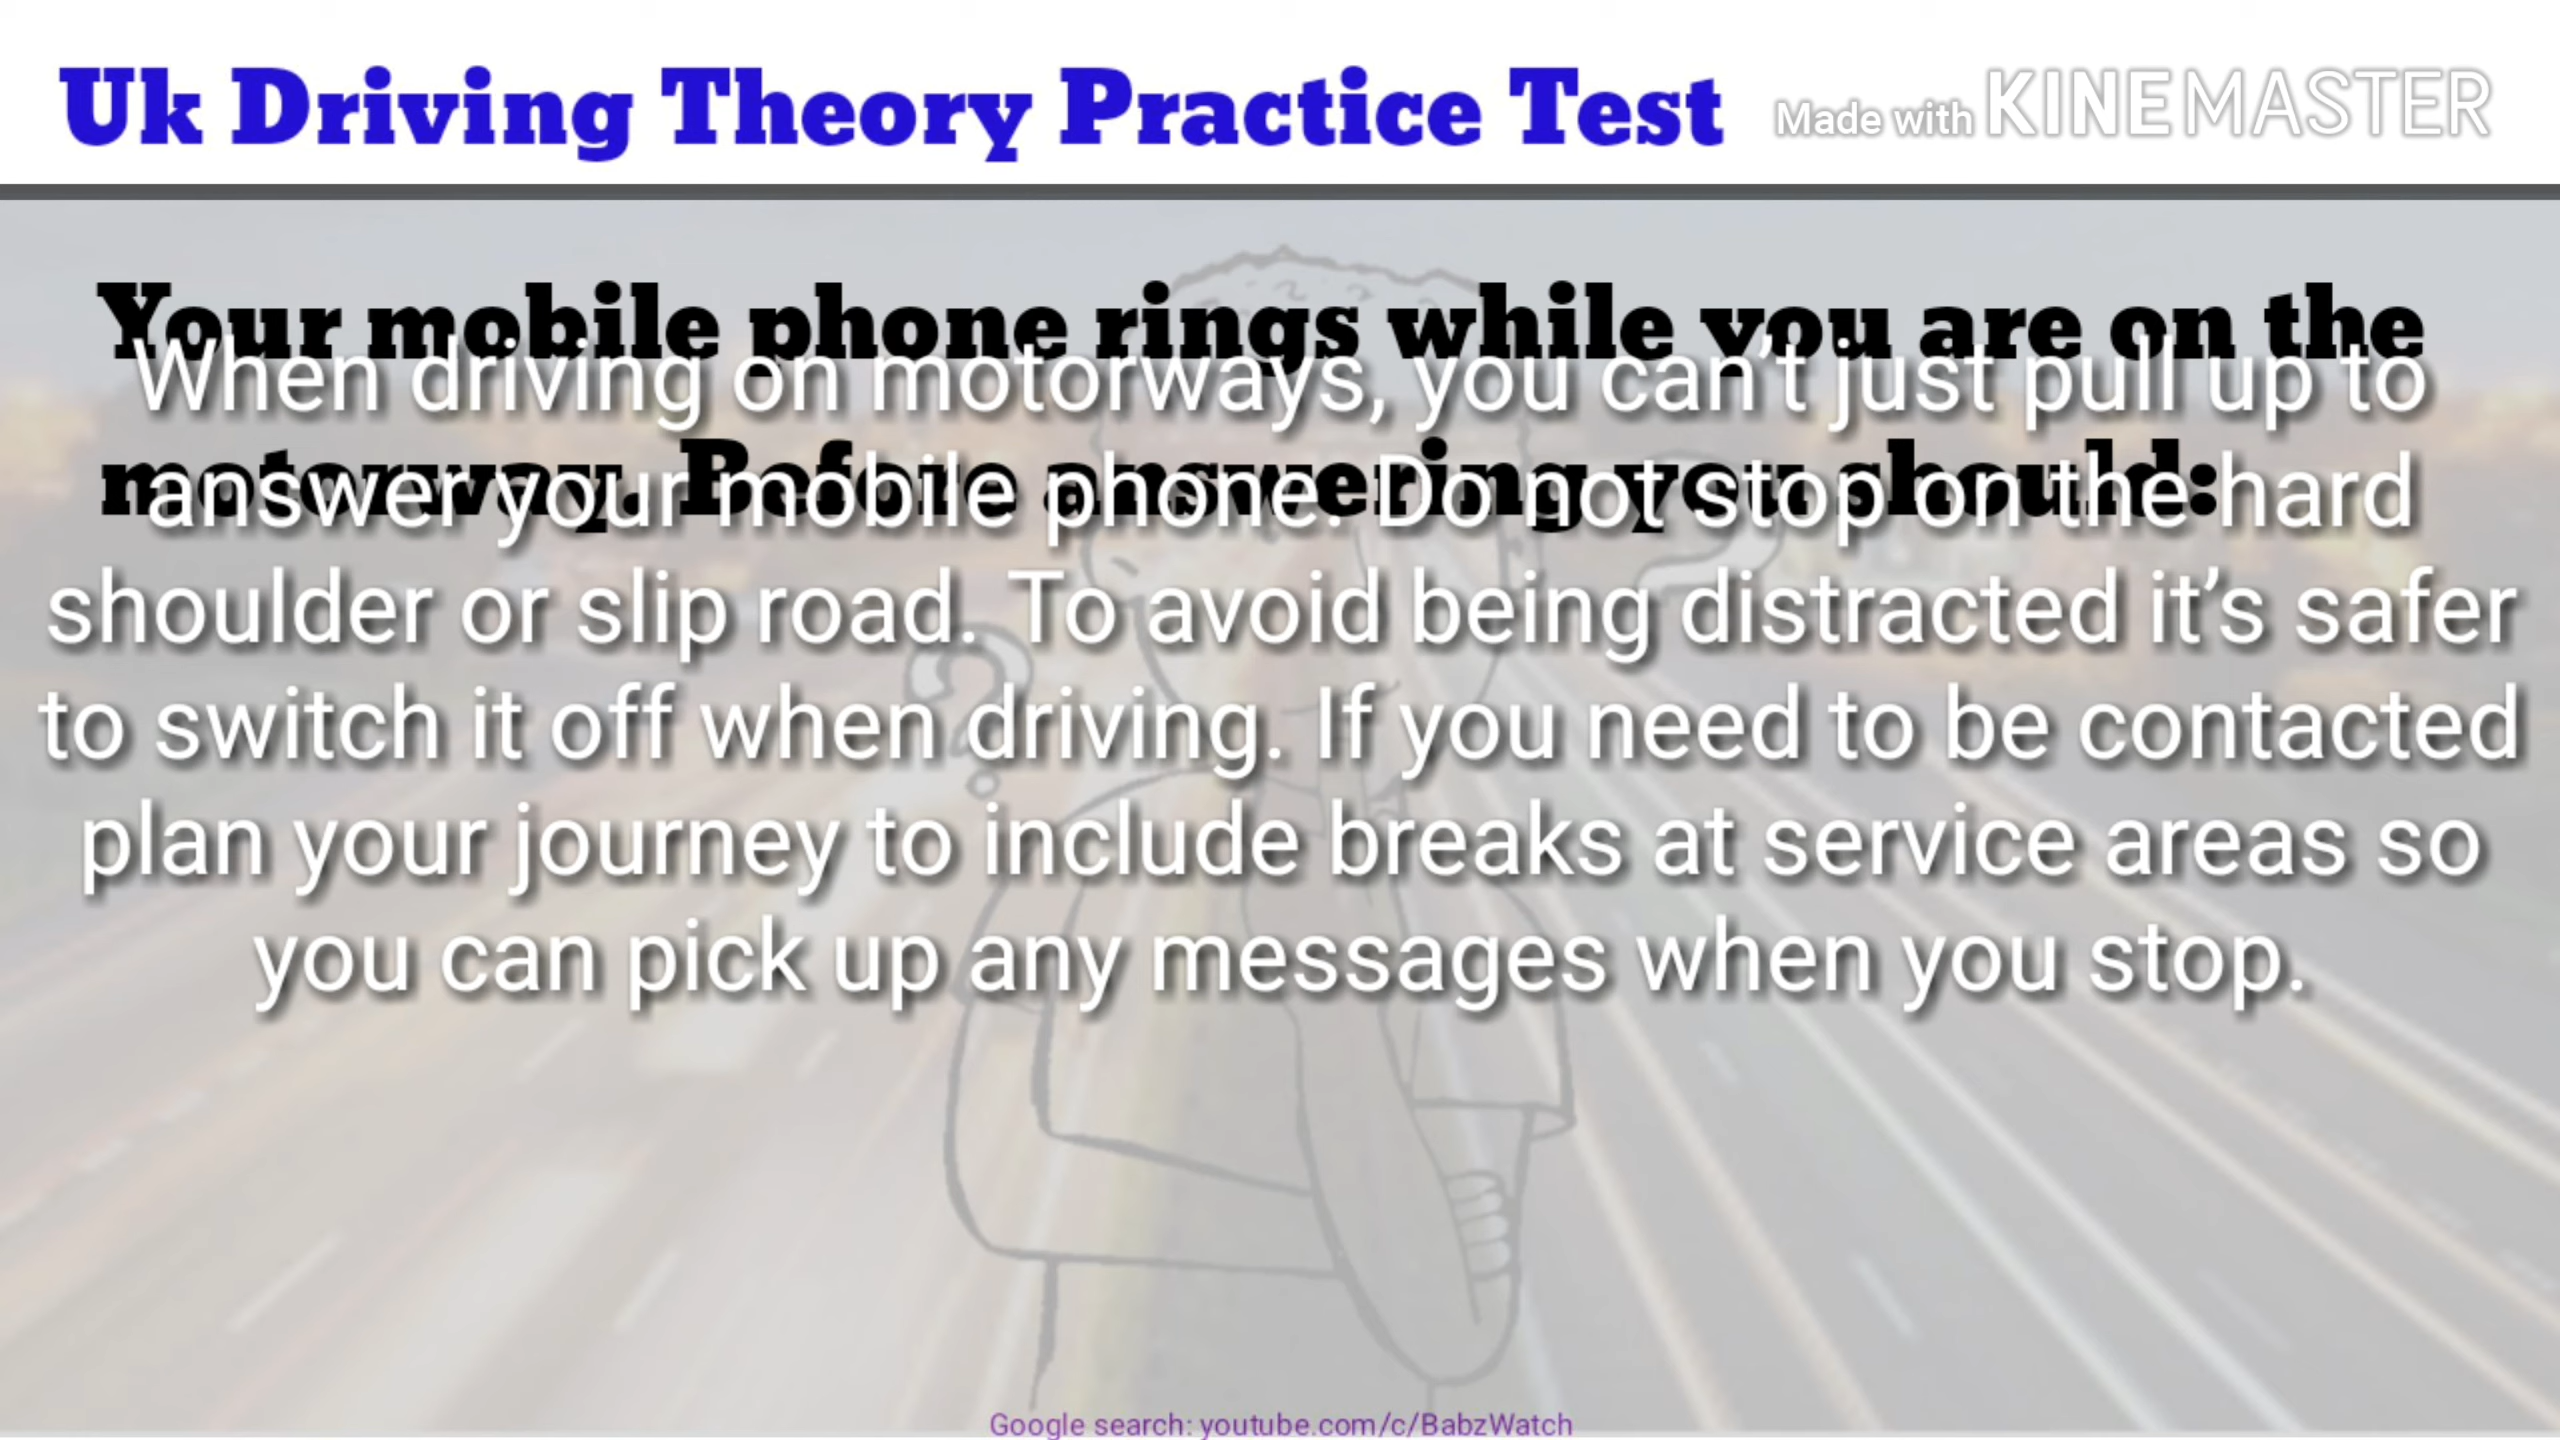 Uk Driving Theory Practice Test
Made with KINEMASTER
Your mobile phone rings while you are on the
When driving on motorways, you can't just pull up to
motorway. Before answering you should:
answer your mobile phone. Do not stop on the hard
shoulder or slip road. To avoid being distracted it's safer
to switch it off when driving. If you need to be contacted
plan your journey to include breaks at service areas so
you can pick up any messages when you stop.
Google search: youtube.com/c/BabzWatch